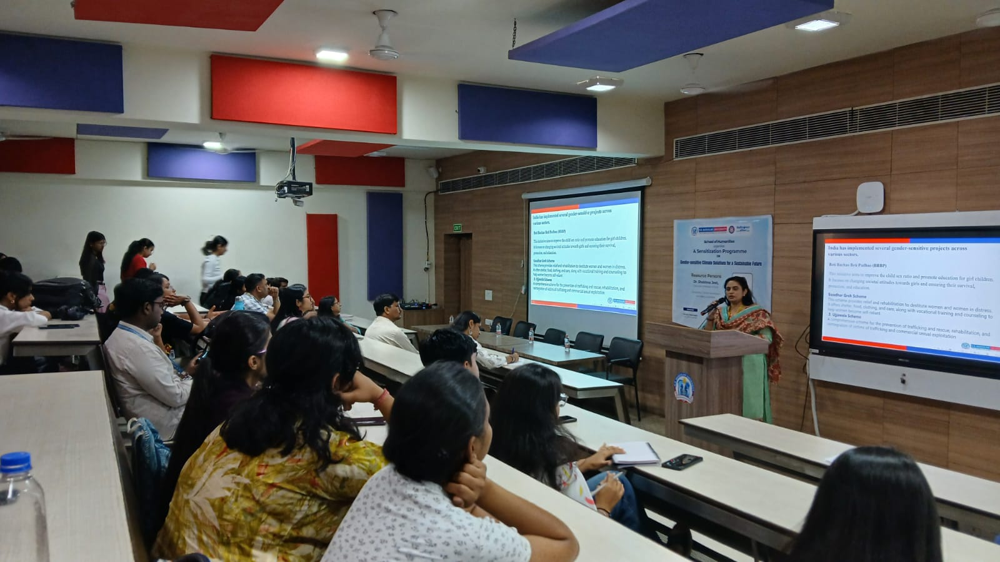 EXIT
India has implemented several gender-sensitive projects across
various sectors.
Beti Bachao Beti Padhao (BBBP)
This initiative aims to improve the child sex ratio and promote education for girl children.
It focuses on changing societal attitudes towards girls and ensuring their survival,
protection, and education.
Swadhar Greh Scheme
This scheme provides relief and rehabilitation to destitute women and women in distress.
It offers shelter, food, clothing, and care, along with vocational training and counseling to
help women become self-reliant
3. Ujjawala Scheme
A comprehensive scheme for the prevention of trafficking and rescue, rehabilitation, and
reintegration of victims of trafficking and commercial sexual exploitation
K.R. MANGALAM UNIVERSITY
School of Humanities
A Sensitization Programme
on
Gender-sensitive Climate Solutions for a Sustainable Future
Resource Persons
Dr. Shobhna Jeet,
India has implemented several gender-sensitive projects across
various sectors.
Beti Bachao Beti Padhao (BBBP)
This initiative aims to improve the child sex ratio and promote education for girl children.
It focuses on changing societal attitudes towards girls and ensuring their survival,
protection, and education.
Swadhar Greh Scheme
This scheme provides relief and rehabilitation to destitute women and women in distress.
It offers shelter, food, clothing, and care, along with vocational training and counseling to
help women become self-reliant
3. Ujjawala Scheme
A comprehensive scheme for the prevention of trafficking and rescue, rehabilitation, and
reintegration of victims of trafficking and commercial sexual exploitation
K.R. MANGALAM UNIVERSITY